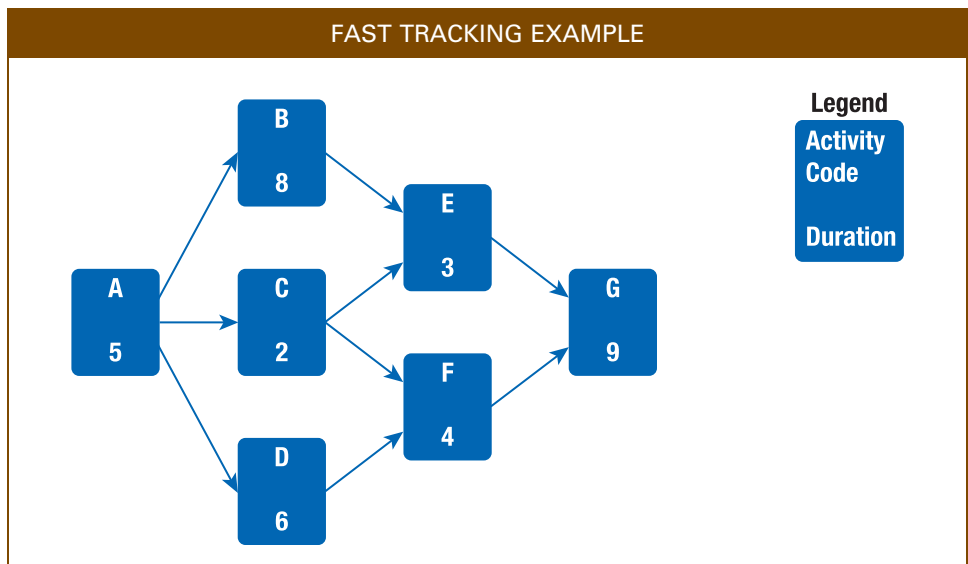 FAST TRACKING EXAMPLE
Legend
Activity
Code
Duration
B
8
E
3
A
5
C
2
G
9
F
4
D
6